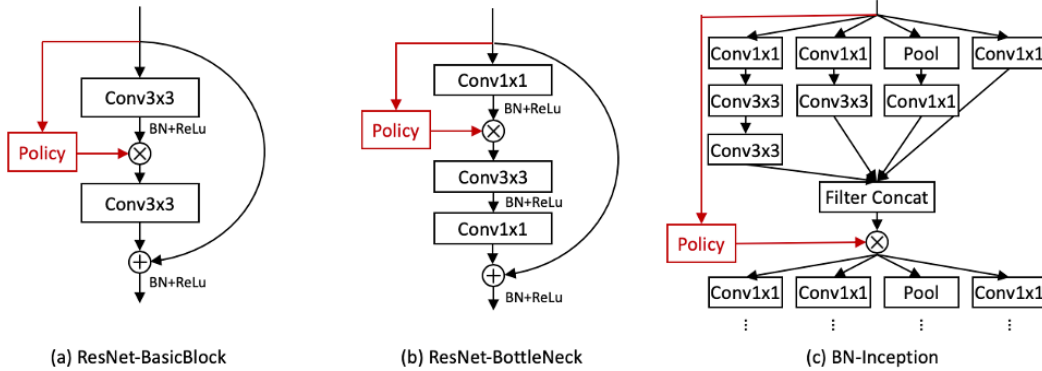 Conv3x3
BN+ReLu
Policy
Conv3x3
BN+ReLu
(a) ResNet-BasicBlock
Conv1x1
BN+ReLu
Policy
Conv3x3
BN+ReLu
Conv1x1
BN+ReLu
(b) ResNet-BottleNeck
Conv1x1 Conv1x1 Pool Conv1x1
Conv3x3 Conv3x3 Conv1x1
Conv3x3
Filter Concat
Policy
Conv1x1 Conv1x1 Pool Conv1x1
... ... ... ...
(c) BN-Inception